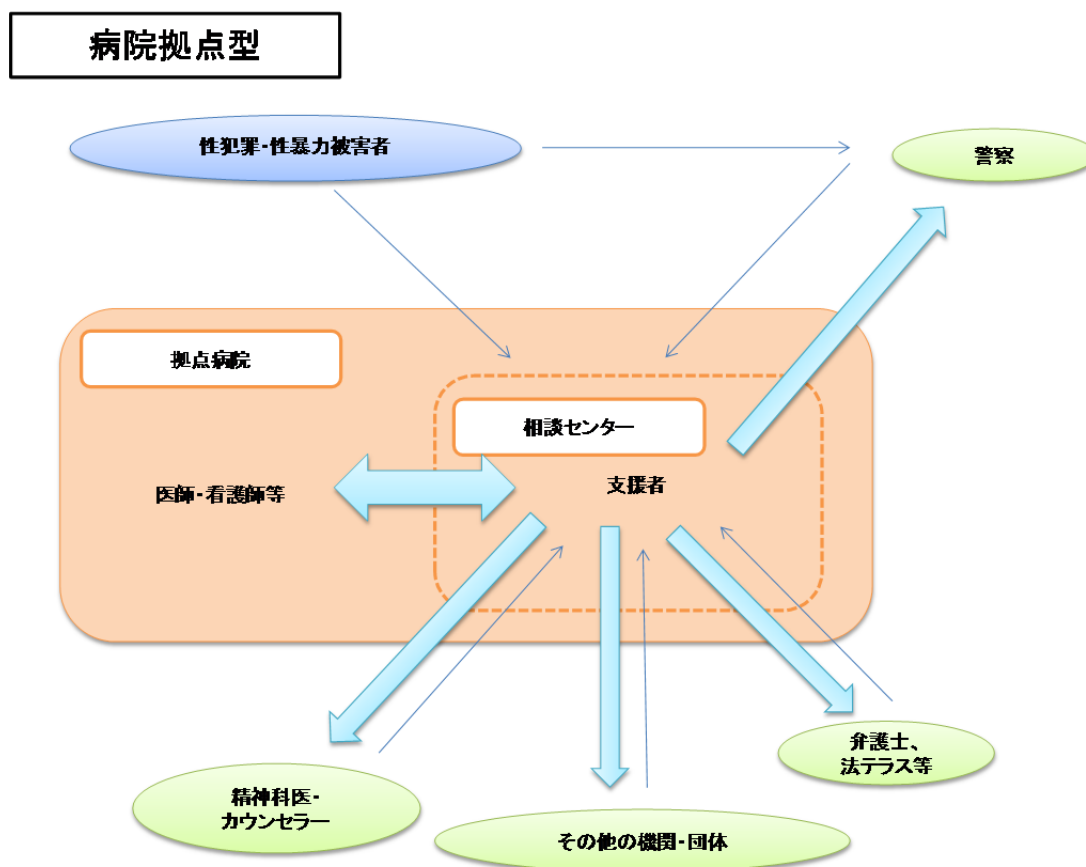 病院拠点型
性犯罪・性暴力被害者
警察
拠点病院
相談センター
医師・看護師等
支援者
弁護士、
法テラス等
精神科医・
カウンセラー
その他の機関・団体